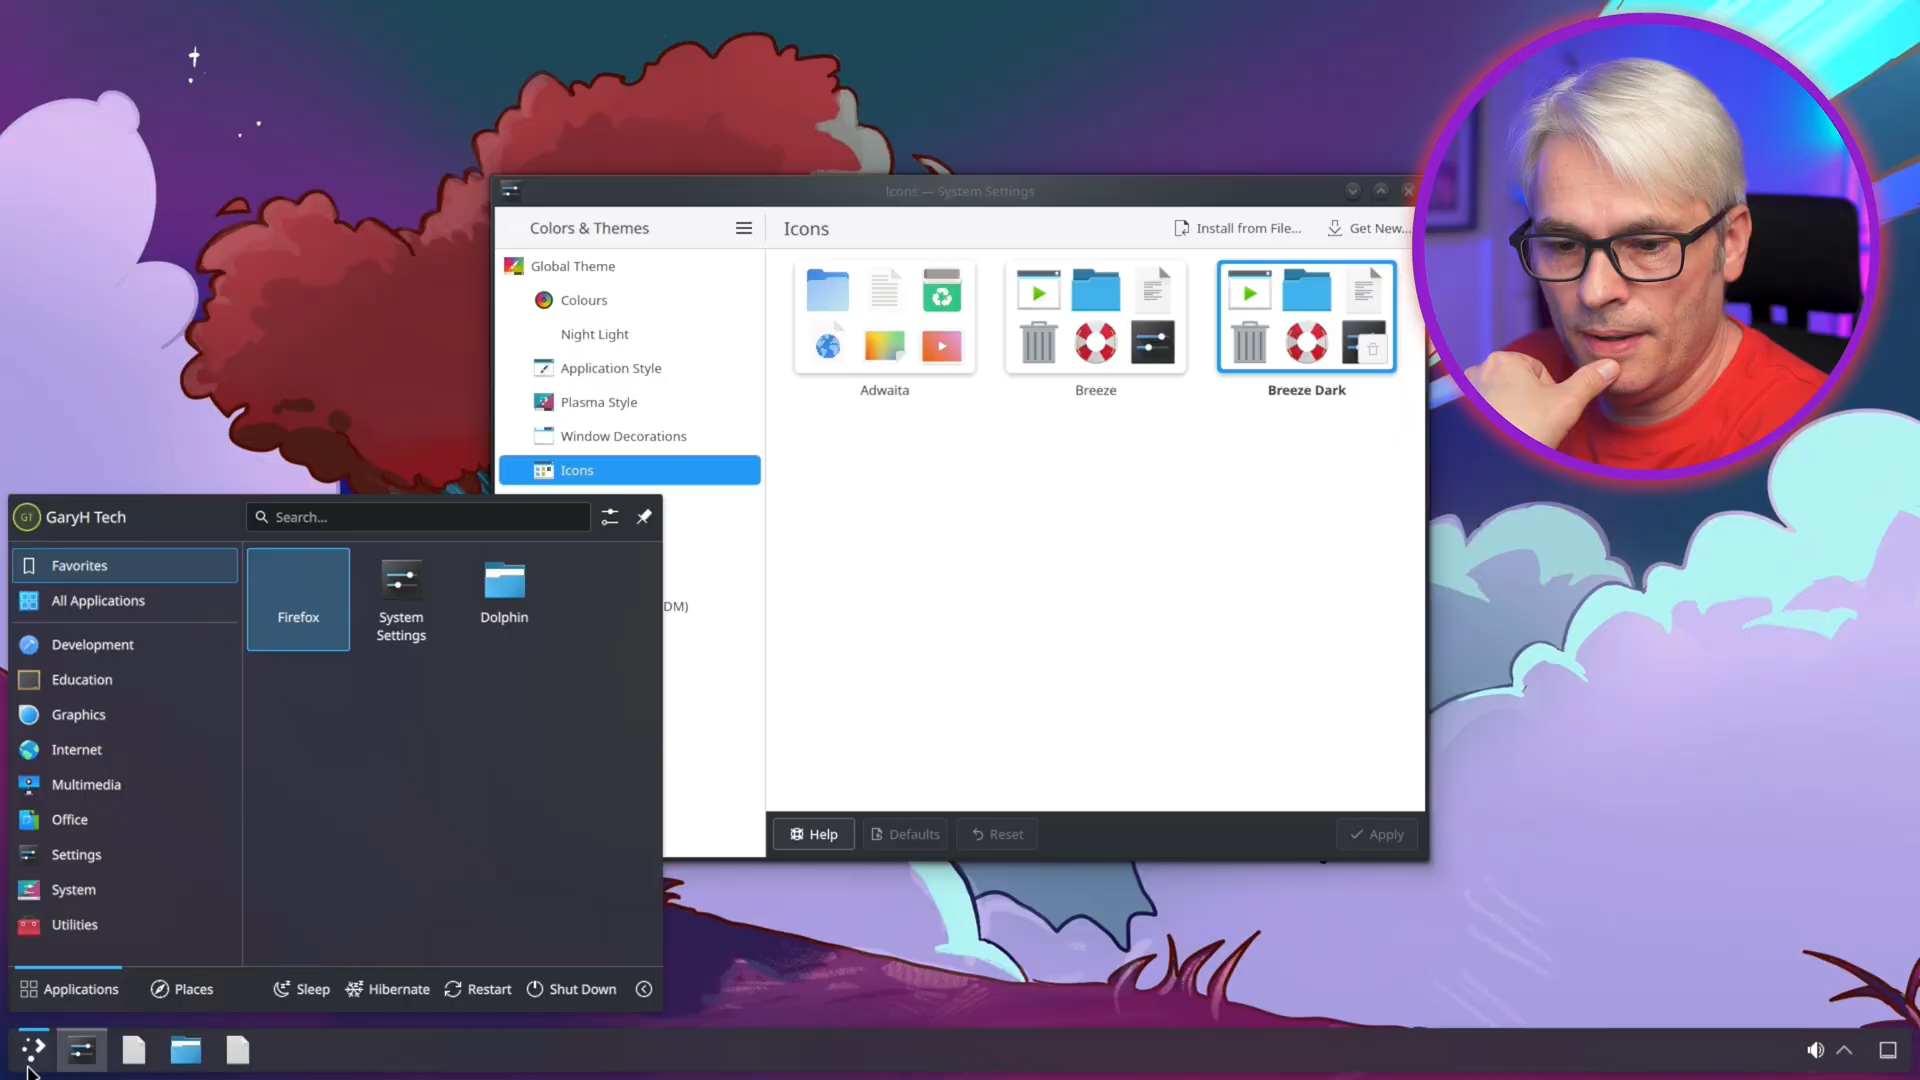 Icons — System Settings
Colors & Themes
Icons
Install from File...
Get New...
Global Theme
Colours
Night Light
Application Style
Plasma Style
Window Decorations
Icons
Adwaita
Breeze
Breeze Dark
GT
GaryH Tech
Search...
Favorites
All Applications
Development
Education
Graphics
Internet
Multimedia
Office
Settings
System
Utilities
Firefox
System
Settings
Dolphin
DM)
Help
Defaults
Reset
Apply
Applications
Places
Sleep
Hibernate
Restart
Shut Down